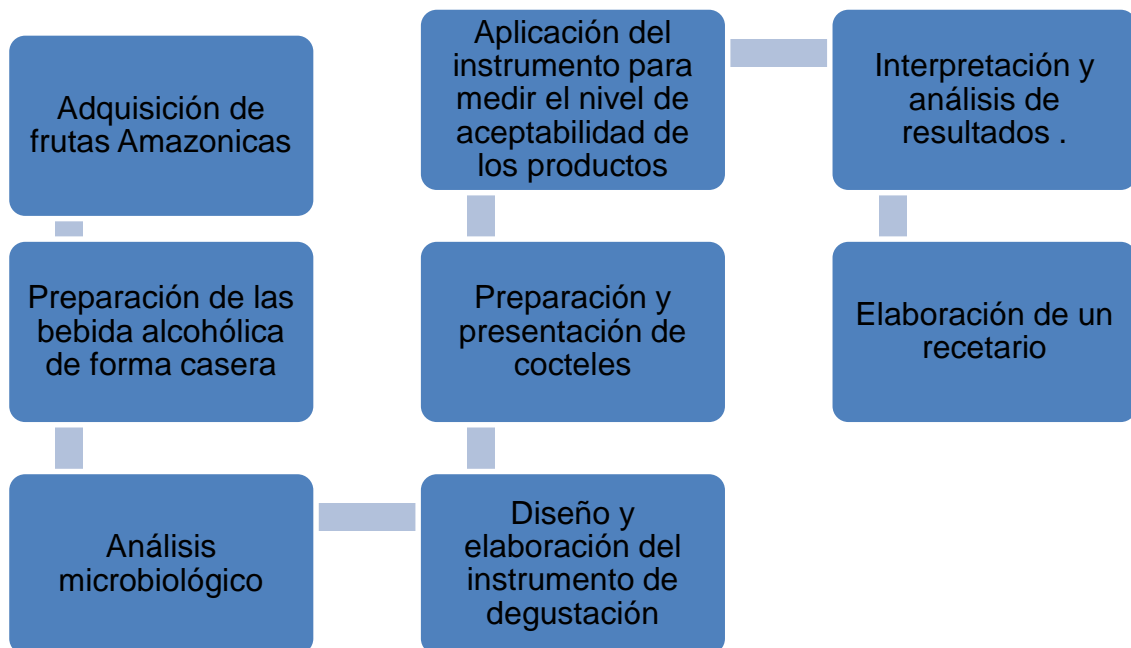 Adquisición de
frutas Amazonicas
Preparación de las
bebida alcohólica
de forma casera
Análisis
microbiológico
Diseño y
elaboración del
instrumento de
degustación
Preparación y
presentación de
cocteles
Aplicación del
instrumento para
medir el nivel de
aceptabilidad de
los productos
Interpretación y
análisis de
resultados .
Elaboración de un
recetario